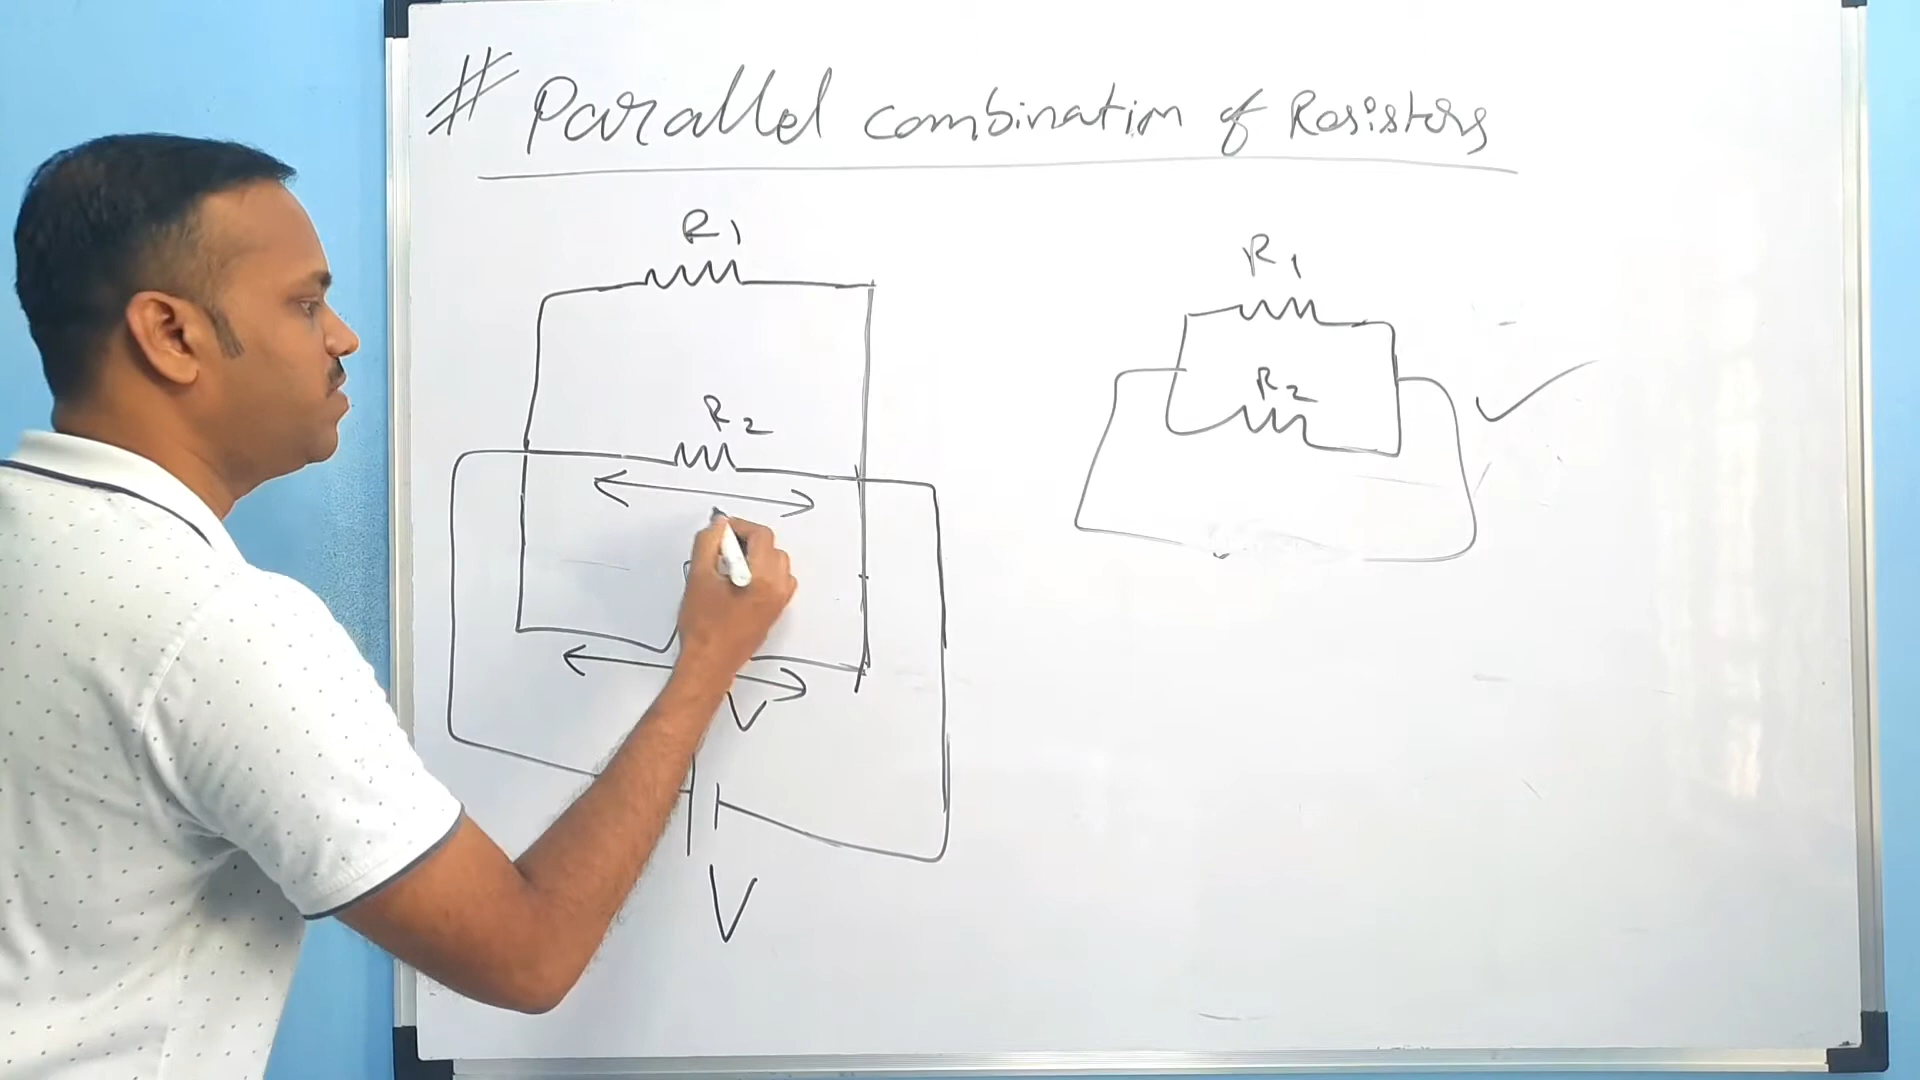 # Parallel combination of Resistors
R1
R2
V
V
R1
R2